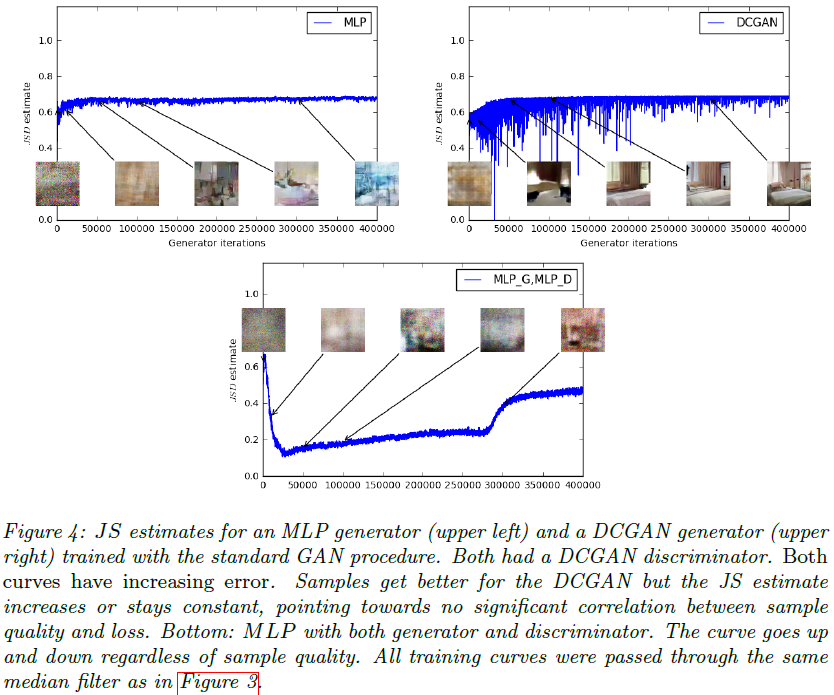 MLP
DCGAN
1.0
0.8
0.6
0.4
0.0
JSD estimate
0 50000 100000 150000 200000 250000 300000 350000 400000
Generator iterations
1.0
0.8
0.6
0.4
0.2
0.0
JSD estimate
0 50000 100000 150000 200000 250000 300000 350000 400000
Generator iterations
MLP_G,MLP_D
1.0
0.6
0.4
0.2
0.0
JSD estimate
0 50000 100000 150000 200000 250000 300000 350000 400000
Figure 4: JS estimates for an MLP generator (upper left) and a DCGAN generator (upper
right) trained with the standard GAN procedure. Both had a DCGAN discriminator. Both
curves have increasing error. Samples get better for the DCGAN but the JS estimate
increases or stays constant, pointing towards no significant correlation between sample
quality and loss. Bottom: MLP with both generator and discriminator. The curve goes up
and down regardless of sample quality. All training curves were passed through the same
median filter as in Figure 3.